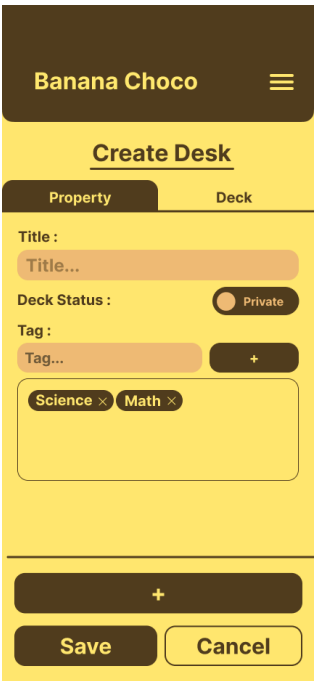 Banana Choco
Create Desk
Property Deck
Title :
Title...
Deck Status : Private
Tag :
Tag... +
Science × Math ×
+
Save Cancel